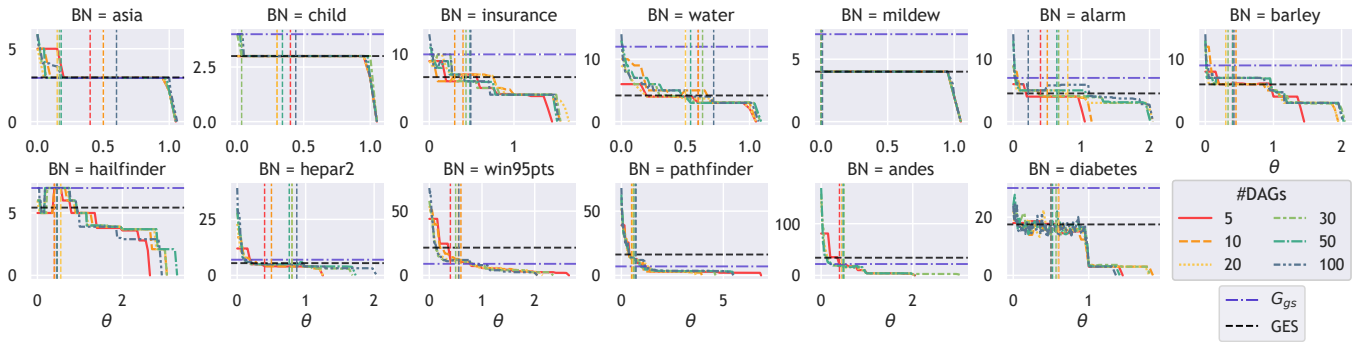 BN = asia
5
0
0.0 0.5 1.0
BN = child
2.5
0.0
0.0 0.5 1.0
BN = insurance
10
5
0
0 1
BN = water
10
5
0
0.0 0.5 1.0
BN = mildew
5
0
0.0 0.5 1.0
BN = alarm
10
5
0
0 1 2
BN = barley
10
5
0
0 1 2
θ
BN = hailfinder
5
0
0 2
θ
BN = hepar2
25
0
0 1 2
θ
BN = win95pts
50
0
0 1 2
θ
BN = pathfinder
50
0
0 5
θ
BN = andes
100
0
0 2
θ
BN = diabetes
20
0
0 1
θ
#DAGs
5 30
10 50
20 100
G_gs
GES